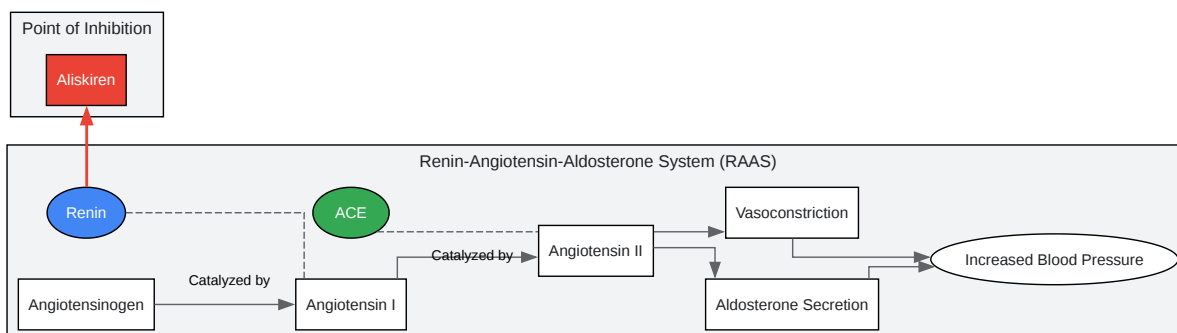 Point of Inhibition
Aliskiren
Renin-Angiotensin-Aldosterone System (RAAS)
Renin
ACE
Vasoconstriction
Catalyzed by
Angiotensin II
Increased Blood Pressure
Catalyzed by
Angiotensinogen
Angiotensin I
Aldosterone Secretion